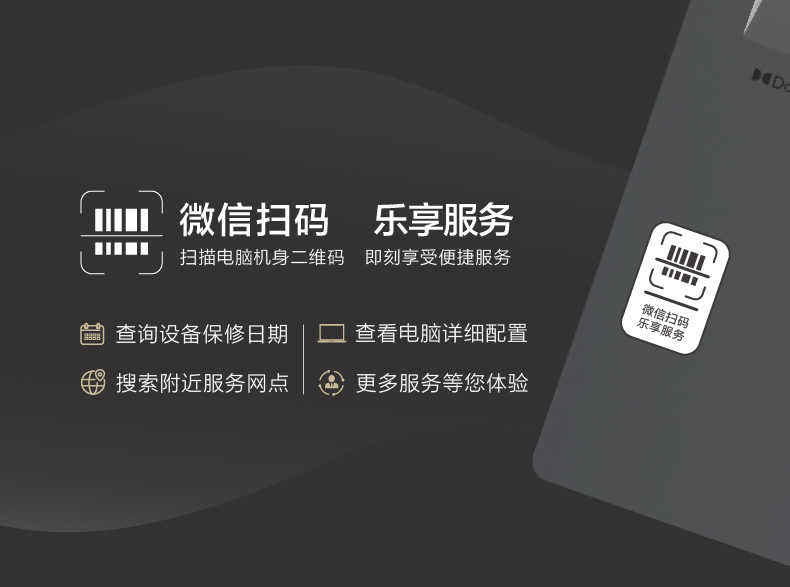 微信扫码 乐享服务
扫描电脑机身二维码 即刻享受便捷服务
查询设备保修日期
查看电脑详细配置
搜索附近服务网点
更多服务等您体验
微信扫码
乐享服务